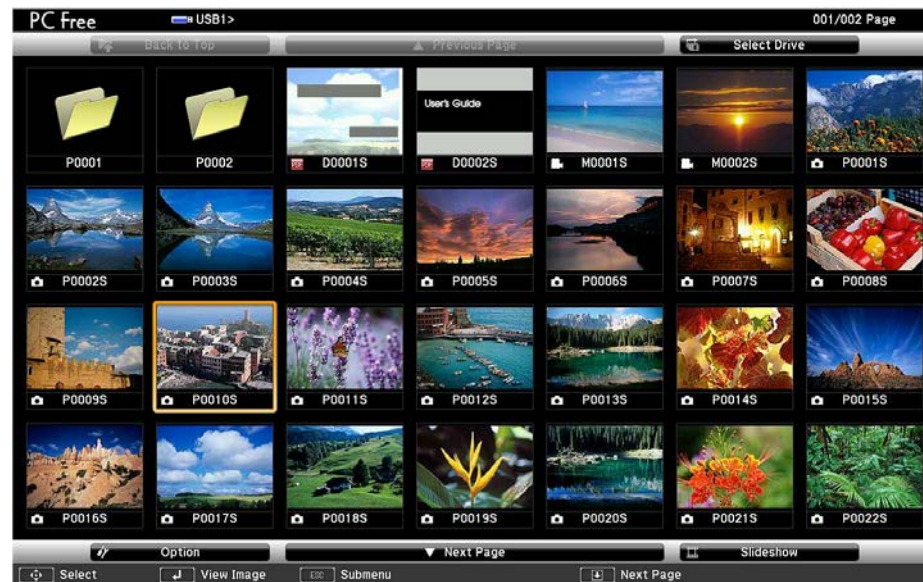 PC Free USB1> 001/002 Page
Back to Top Previous Page Select Drive
User's Guide
P0001 P0002 D0001S D0002S M0001S M0002S P0001S
P0002S P0003S P0004S P0005S P0006S P0007S P0008S
P0009S P0010S P0011S P0012S P0013S P0014S P0015S
P0016S P0017S P0018S P0019S P0020S P0021S P0022S
Option Next Page Slideshow
Select View Image ESC Submenu Next Page